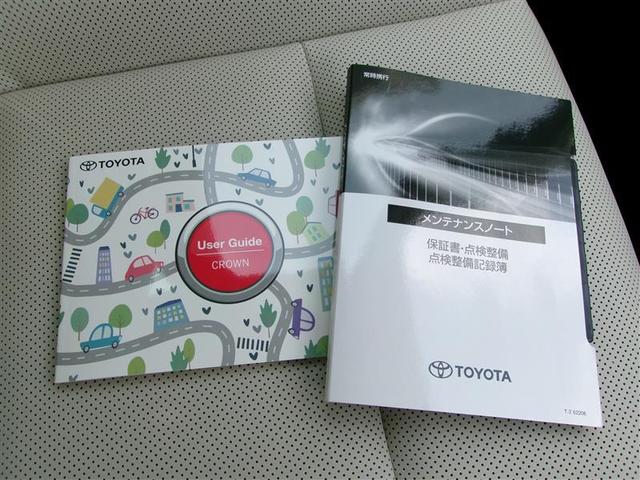 TOYOTA
User Guide
CROWN
常時携行
メンテナンスノート
保証書・点検整備
点検整備記録簿
TOYOTA
T-Z 62206